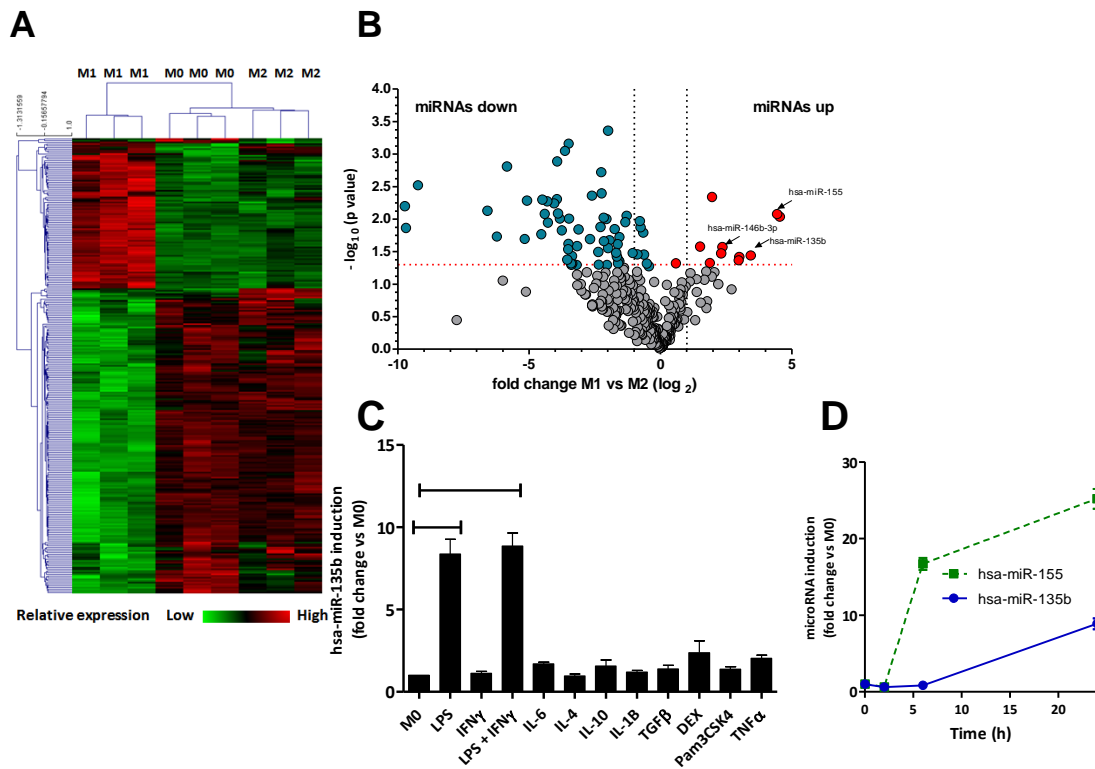 A
M1 M1 M1 M0 M0 M0 M2 M2 M2
-1.3131559
-0.15657794
1.0
Relative expression Low High
B
4.0
3.5
3.0
2.5
2.0
1.5
1.0
0.5
0.0
- log10 (p value)
miRNAs down
miRNAs up
hsa-miR-155
hsa-miR-146b-3p
hsa-miR-135b
-10 -5 0 5
fold change M1 vs M2 (log 2)
C
hsa-miR-135b induction
(fold change vs M0)
15
10
5
0
M0
LPS
IFNγ
LPS + IFNγ
IL-6
IL-4
IL-10
IL-1B
TGFβ
DEX
Pam3CSK4
TNFα
D
microRNA induction
(fold change vs M0)
30
20
10
0
hsa-miR-155
hsa-miR-135b
0 5 10 15 20
Time (h)